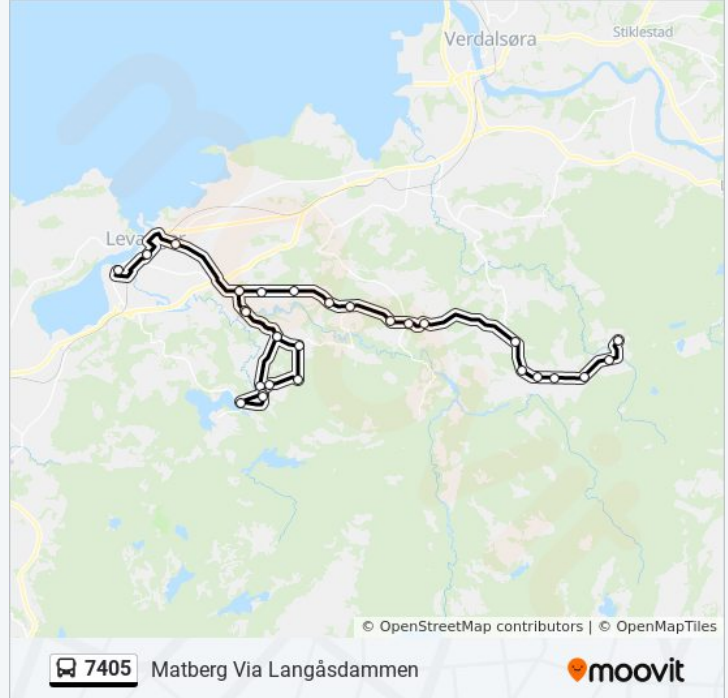 Verdalsøra
Stiklestad
© OpenStreetMap contributors | © OpenMapTiles
7405 Matberg Via Langåsdammen
moovit